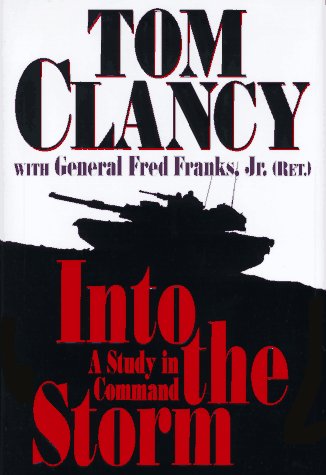 TOM
CLANCY
WITH General Fred Franks, Jr. (RET.)
Into
A Study in the
Command
Storm